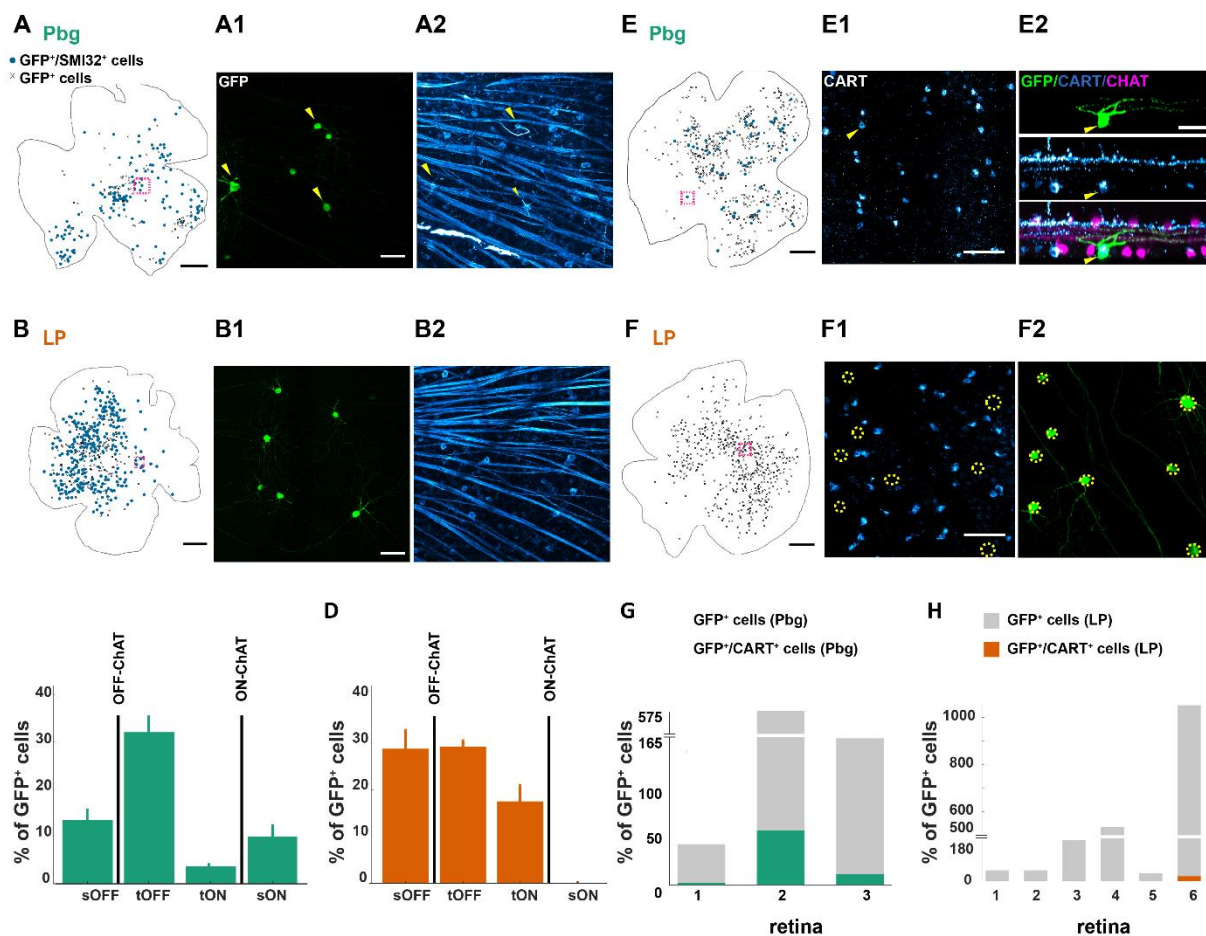 A Pbg
GFP⁺/SMI32⁺ cells
GFP⁺ cells
A1
GFP
A2
E Pbg
E1
CART
E2
GFP/CART/CHAT
B LP
B1
B2
F LP
F1
F2
% of GFP⁺ cells
40
30
20
10
0
OFF-ChAT
ON-ChAT
sOFF tOFF tON sON
D
% of GFP⁺ cells
40
30
20
10
0
OFF-ChAT
ON-ChAT
sOFF tOFF tON sON
G
GFP⁺ cells (Pbg)
GFP⁺/CART⁺ cells (Pbg)
% of GFP⁺ cells
575
165
100
50
0
1 2 3
retina
H
GFP⁺ cells (LP)
GFP⁺/CART⁺ cells (LP)
% of GFP⁺ cells
1000
800
600
500
180
0
1 2 3 4 5 6
retina